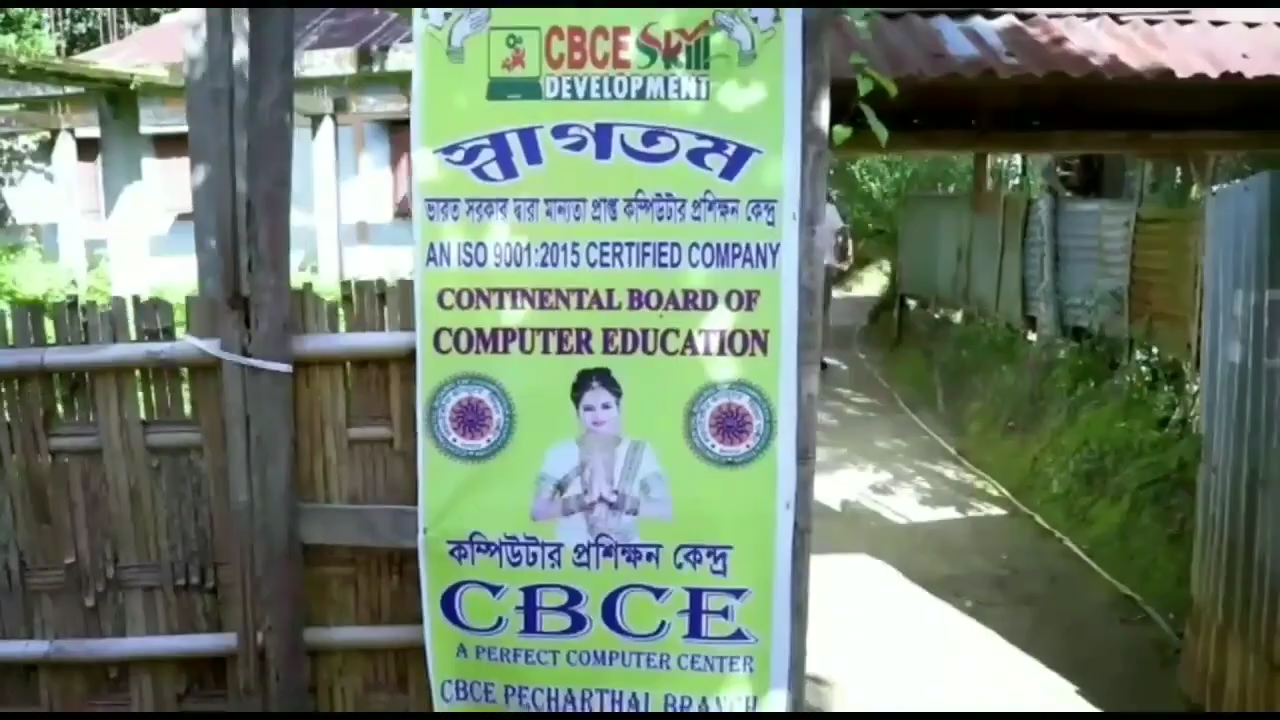 CBCE Skill
DEVELOPMENT
স্বাগতম
ভারত সরকার দ্বারা মান্যতা প্রাপ্ত কম্পিউটার প্রশিক্ষন কেন্দ্র
AN ISO 9001:2015 CERTIFIED COMPANY
CONTINENTAL BOARD OF
COMPUTER EDUCATION
কম্পিউটার প্রশিক্ষন কেন্দ্র
CBCE
A PERFECT COMPUTER CENTER
CBCE PECHARTHAL BRANCH